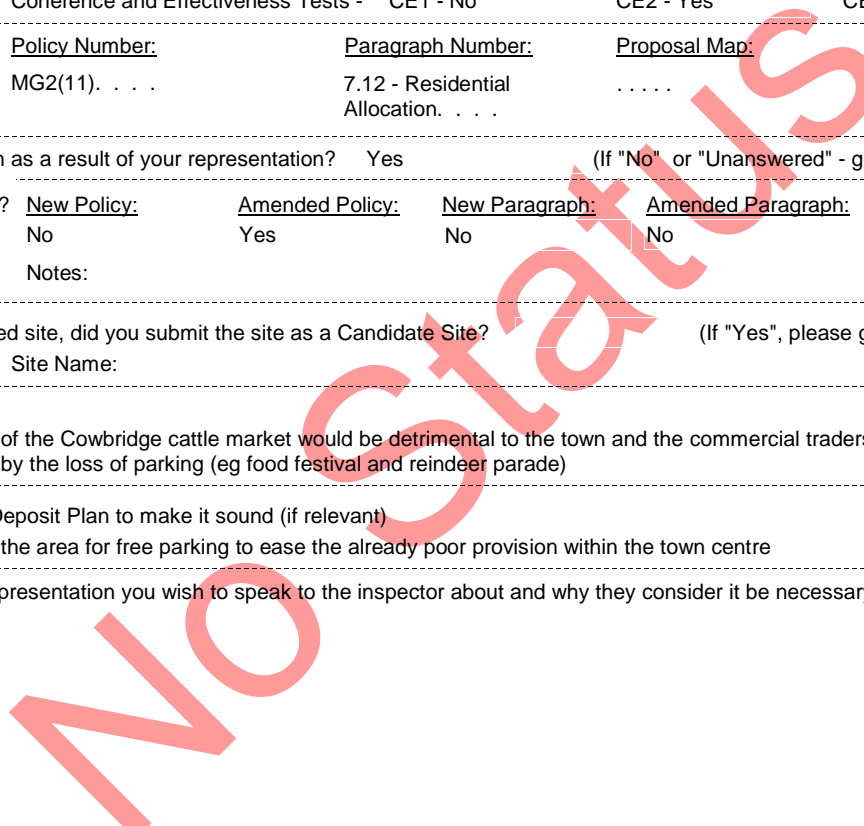 Coherence and Effectiveness Tests - CE1 - No CE2 - Yes CE
Policy Number: Paragraph Number: Proposal Map:
MG2(11). . . . 7.12 - Residential . . . . .
Allocation. . . .
n as a result of your representation? Yes (If "No" or "Unanswered" - g
? New Policy: Amended Policy: New Paragraph: Amended Paragraph:
No Yes No No
Notes:
ed site, did you submit the site as a Candidate Site? (If "Yes", please g
Site Name:
of the Cowbridge cattle market would be detrimental to the town and the commercial traders
by the loss of parking (eg food festival and reindeer parade)
Deposit Plan to make it sound (if relevant)
the area for free parking to ease the already poor provision within the town centre
presentation you wish to speak to the inspector about and why they consider it be necessary
No Status